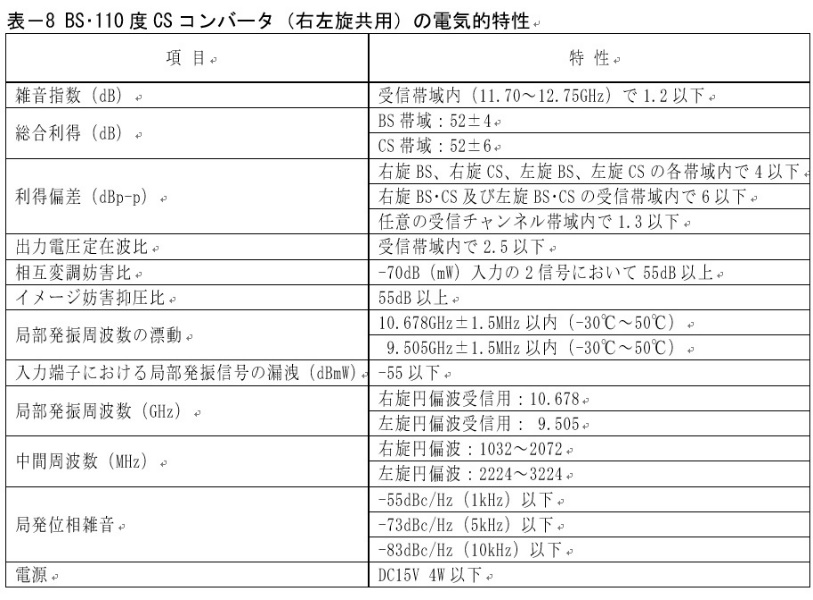 表－8 BS･110度CSコンバータ（右左旋共用）の電気的特性
項 目
特 性
雑音指数（dB）
受信帯域内（11.70～12.75GHz）で1.2以下
総合利得（dB）
BS帯域：52±4
CS帯域：52±6
利得偏差（dBp-p）
右旋BS、右旋CS、左旋BS、左旋CSの各帯域内で4以下
右旋BS･CS及び左旋BS･CSの受信帯域内で6以下
任意の受信チャンネル帯域内で1.3以下
出力電圧定在波比
受信帯域内で2.5以下
相互変調妨害比
-70dB（mW）入力の2信号において55dB以上
イメージ妨害抑圧比
55dB以上
局部発振周波数の漂動
10.678GHz±1.5MHz以内（-30℃～50℃）
9.505GHz±1.5MHz以内（-30℃～50℃）
入力端子における局部発振信号の漏洩（dBmW）
-55以下
局部発振周波数（GHz）
右旋円偏波受信用：10.678
左旋円偏波受信用： 9.505
中間周波数（MHz）
右旋円偏波：1032～2072
左旋円偏波：2224～3224
局発位相雑音
-55dBc/Hz（1kHz）以下
-73dBc/Hz（5kHz）以下
-83dBc/Hz（10kHz）以下
電源
DC15V 4W以下